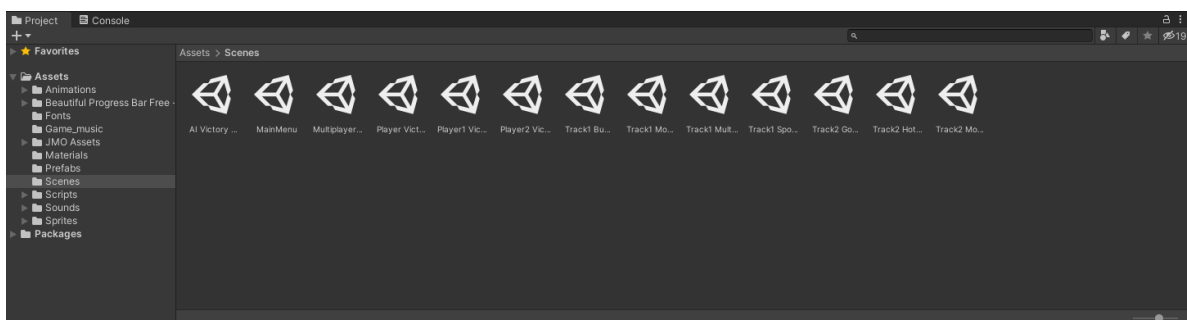 Project
Console
19
Favorites
Assets > Scenes
Assets
Animations
Beautiful Progress Bar Free -
Fonts
Game_music
JMO Assets
Materials
Prefabs
Scenes
Scripts
Sounds
Sprites
Packages
AI Victory ...
MainMenu
Multiplayer...
Player Vict...
Player1 Vic...
Player2 Vic...
Track1 Bu...
Track1 Mo...
Track1 Mult...
Track1 Spo...
Track2 Go...
Track2 Hot...
Track2 Mo...